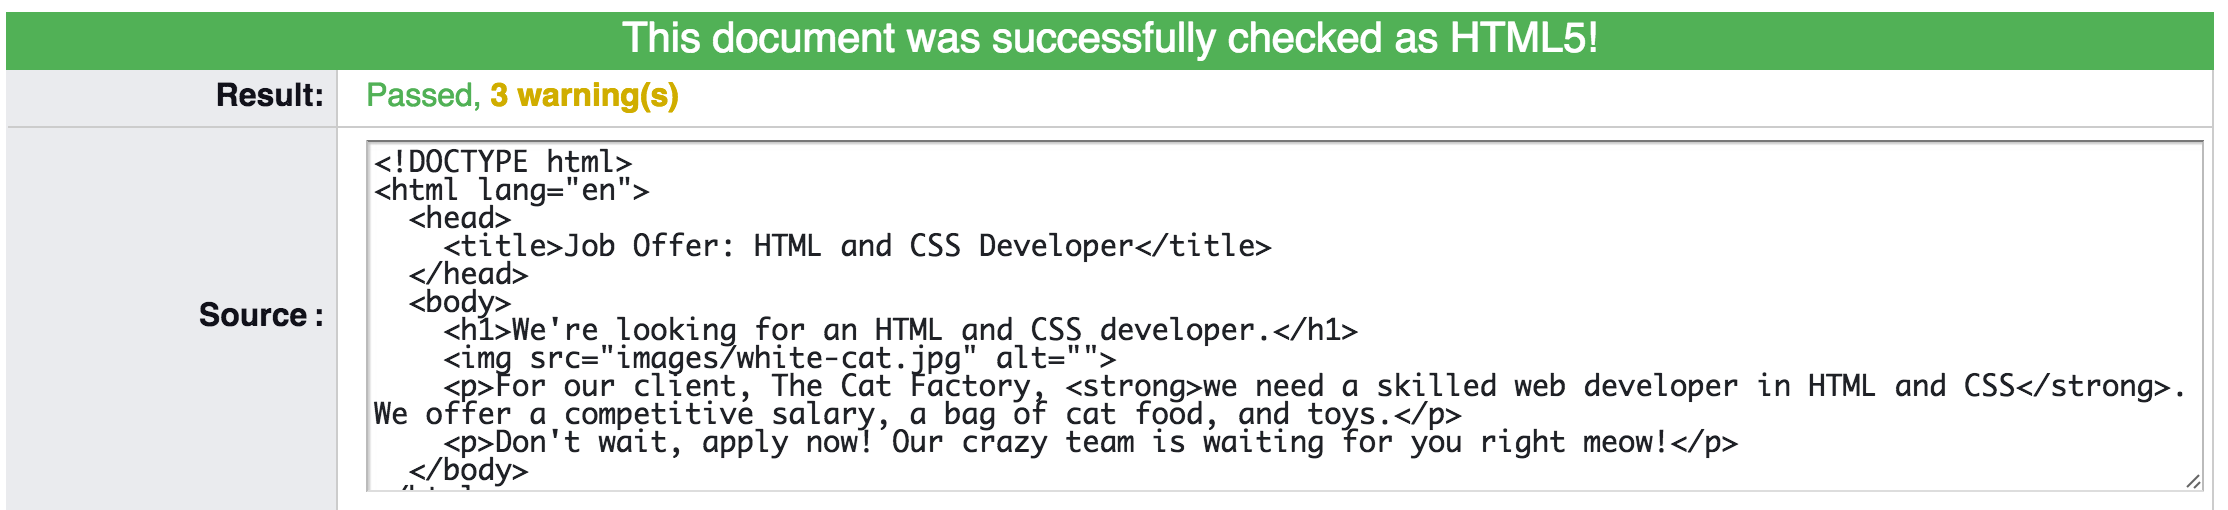 This document was successfully checked as HTML5!
Result: Passed, 3 warning(s)
Source :
<!DOCTYPE html>
<html lang="en">
  <head>
    <title>Job Offer: HTML and CSS Developer</title>
  </head>
  <body>
    <h1>We're looking for an HTML and CSS developer.</h1>
    <img src="images/white-cat.jpg" alt="">
    <p>For our client, The Cat Factory, <strong>we need a skilled web developer in HTML and CSS</strong>.
We offer a competitive salary, a bag of cat food, and toys.</p>
    <p>Don't wait, apply now! Our crazy team is waiting for you right meow!</p>
  </body>